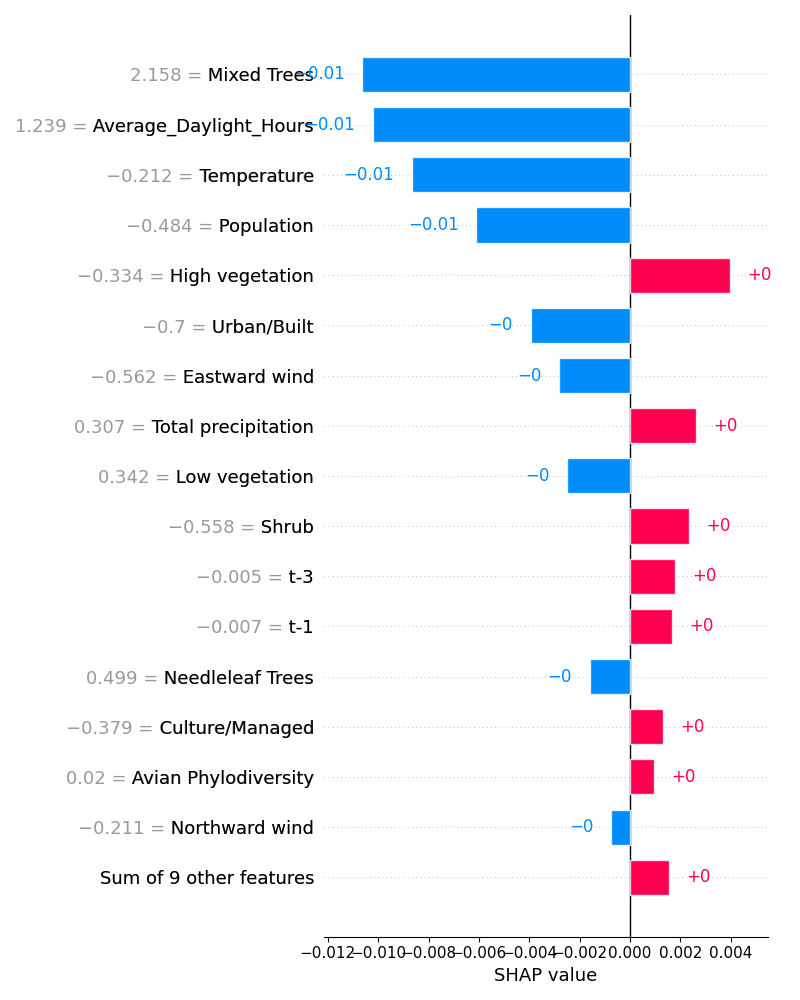 2.158 = Mixed Trees −0.01
1.239 = Average_Daylight_Hours −0.01
−0.212 = Temperature −0.01
−0.484 = Population −0.01
−0.334 = High vegetation +0
−0.7 = Urban/Built −0
−0.562 = Eastward wind −0
0.307 = Total precipitation +0
0.342 = Low vegetation −0
−0.558 = Shrub +0
−0.005 = t-3 +0
−0.007 = t-1 +0
0.499 = Needleleaf Trees −0
−0.379 = Culture/Managed +0
0.02 = Avian Phylodiversity +0
−0.211 = Northward wind −0
Sum of 9 other features +0
−0.012 −0.010 −0.008 −0.006 −0.004 −0.002 0.000 0.002 0.004
SHAP value